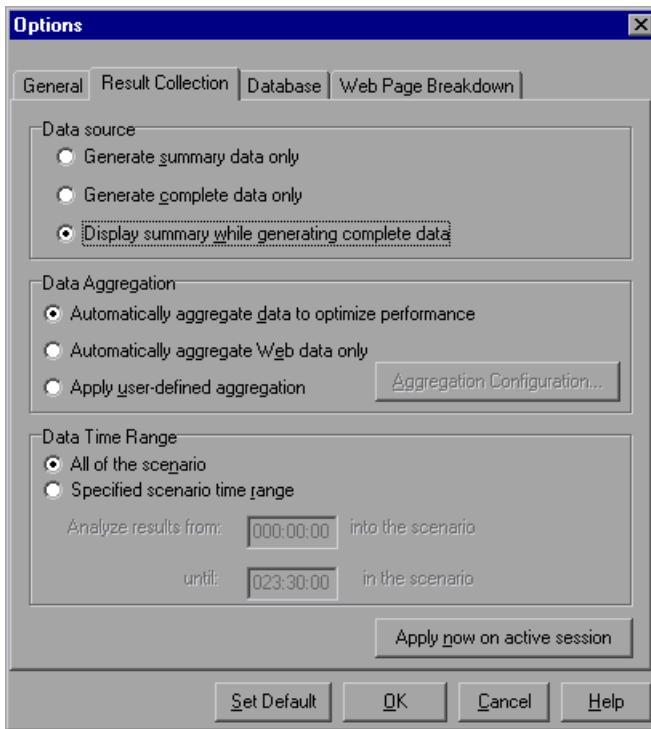 Options
General Result Collection Database Web Page Breakdown
Data source
Generate summary data only
Generate complete data only
Display summary while generating complete data
Data Aggregation
Automatically aggregate data to optimize performance
Automatically aggregate Web data only
Apply user-defined aggregation Aggregation Configuration...
Data Time Range
All of the scenario
Specified scenario time range
Analyze results from: 000:00:00 into the scenario
until: 023:30:00 in the scenario
Apply now on active session
Set Default OK Cancel Help